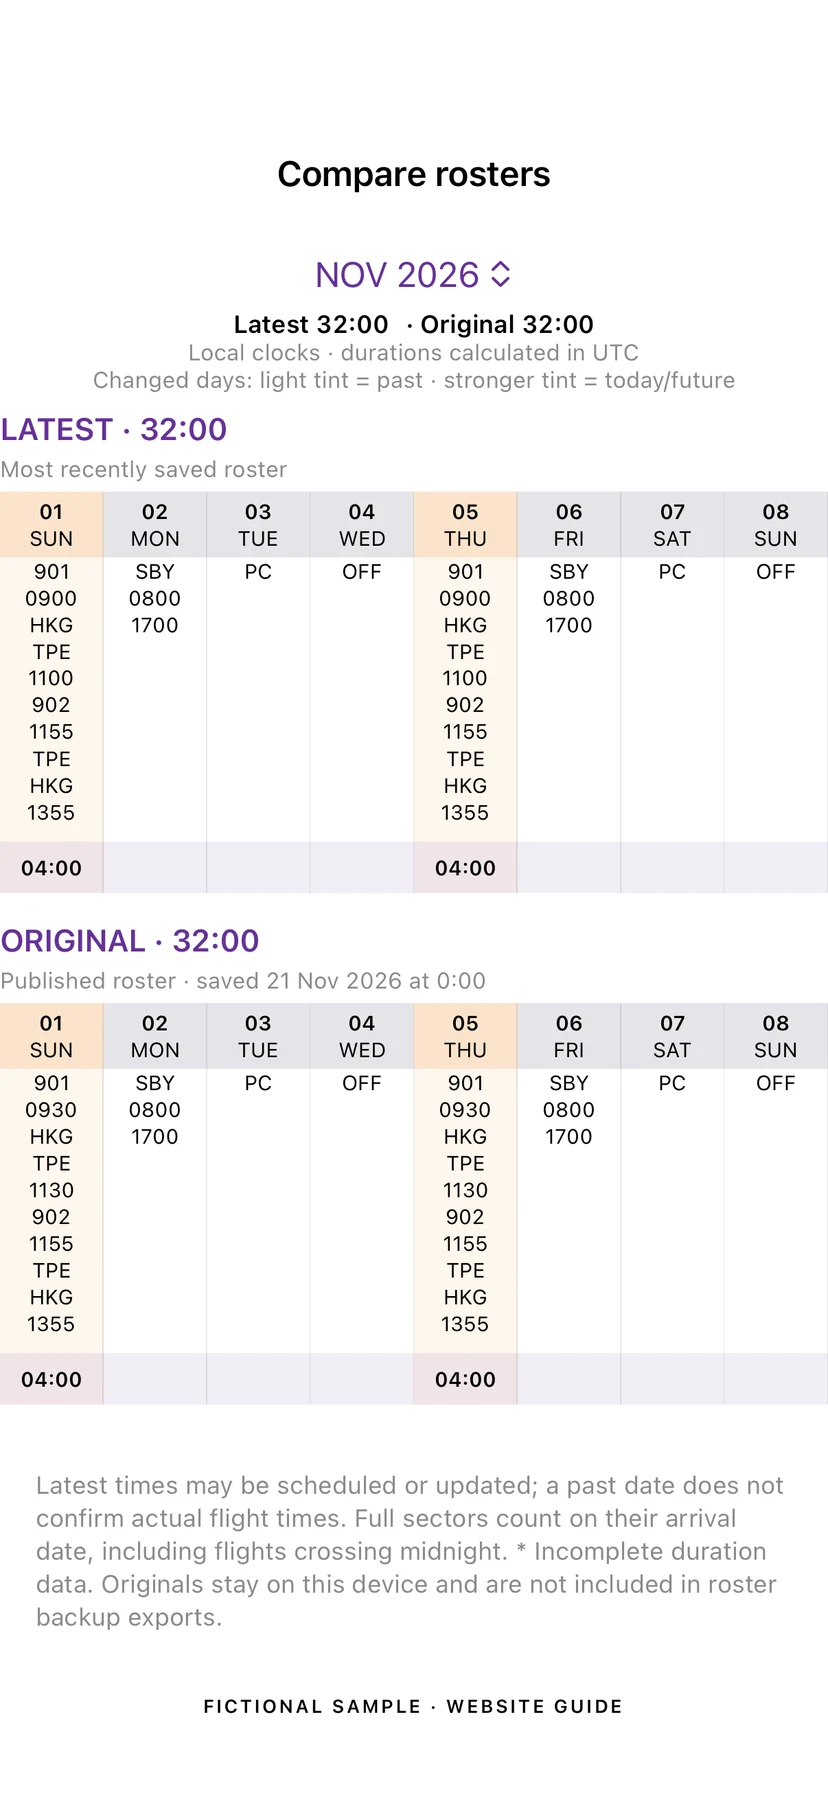 Compare rosters
NOV 2026
Latest 32:00 · Original 32:00
Local clocks · durations calculated in UTC
Changed days: light tint = past · stronger tint = today/future
LATEST · 32:00
Most recently saved roster
01 02 03 04 05 06 07 08
SUN MON TUE WED THU FRI SAT SUN
901 SBY PC OFF 901 SBY PC OFF
0900 0800 0900 0800
HKG 1700 HKG 1700
TPE TPE
1100 1100
902 902
1155 1155
TPE TPE
HKG HKG
1355 1355
04:00 04:00
ORIGINAL · 32:00
Published roster · saved 21 Nov 2026 at 0:00
01 02 03 04 05 06 07 08
SUN MON TUE WED THU FRI SAT SUN
901 SBY PC OFF 901 SBY PC OFF
0930 0800 0930 0800
HKG 1700 HKG 1700
TPE TPE
1130 1130
902 902
1155 1155
TPE TPE
HKG HKG
1355 1355
04:00 04:00
Latest times may be scheduled or updated; a past date does not
confirm actual flight times. Full sectors count on their arrival
date, including flights crossing midnight. * Incomplete duration
data. Originals stay on this device and are not included in roster
backup exports.
FICTIONAL SAMPLE · WEBSITE GUIDE